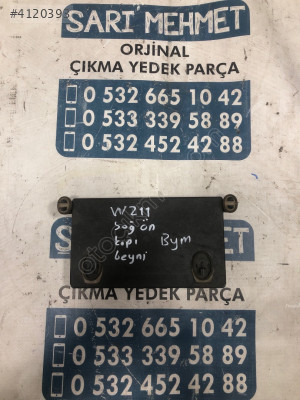 #4120393
SARI MEHMET
ORJİNAL
ÇIKMA YEDEK PARÇA
0 532 665 10 42
0 533 339 58 89
0 532 452 42 88
W211
Sağ ön
kapı Bym
beyni
ÇIKMA YEDEK PARÇA
0 532 665 10 42
0 533 339 58 89
0 532 452 42 88